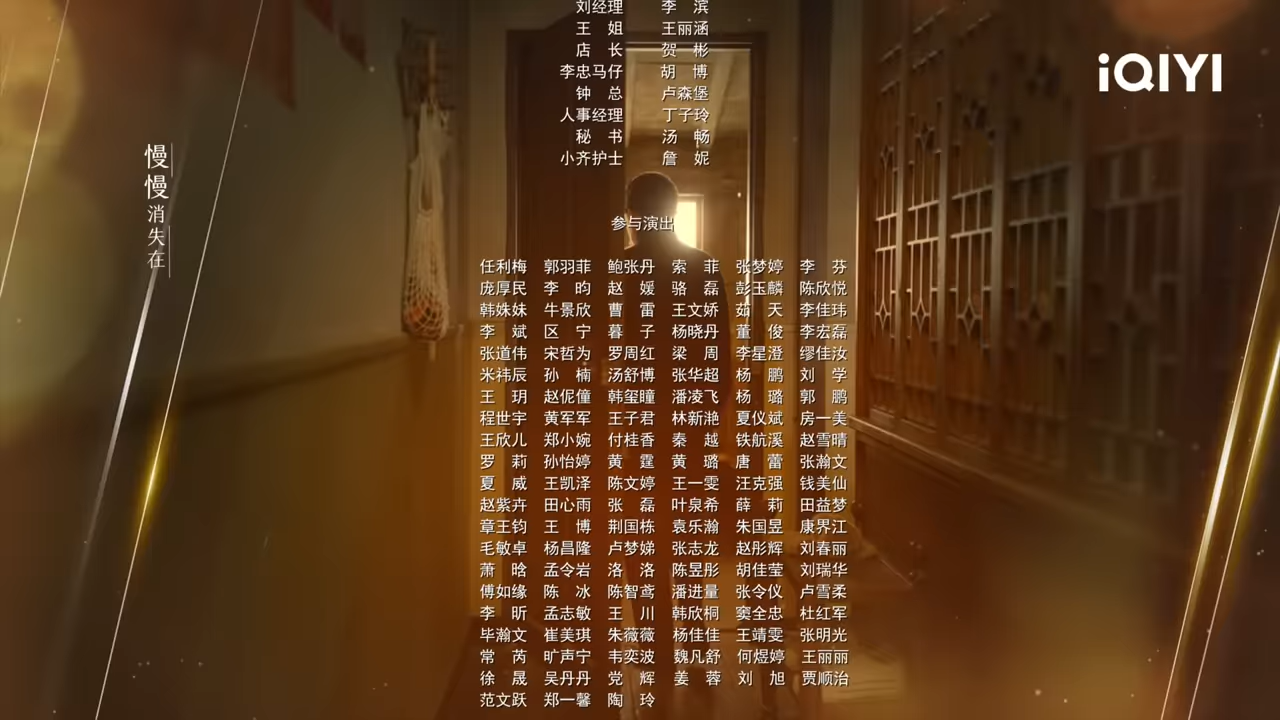 刘经理 李 滨
王 姐 王丽涵
店 长 贺 彬
李忠马仔 胡 博
钟 总 卢森堡
人事经理 丁子玲
秘 书 汤 畅
小齐护士 詹 妮
iQIYI
慢慢消失在
参与演出
任利梅 郭羽菲 鲍张丹 索 菲 张梦婷 李 芬
庞厚民 李 昀 赵 媛 骆 磊 彭玉麟 陈欣悦
韩姝妹 牛景欣 曹 雷 王文娇 茹 天 李佳玮
李 斌 区 宁 暮 子 杨晓丹 董 俊 李宏磊
张道伟 宋哲为 罗周红 梁 周 李星澄 缪佳汝
米祎辰 孙 楠 汤舒博 张华超 杨 鹏 刘 学
王 玥 赵伲僮 韩玺瞳 潘凌飞 杨 璐 郭 鹏
程世宇 黄军军 王子君 林新滟 夏仪斌 房一美
王欣儿 郑小婉 付桂香 秦 越 铁航溪 赵雪晴
罗 莉 孙怡婷 黄 霆 黄 璐 唐 蕾 张瀚文
夏 威 王凯泽 陈文婷 王一雯 汪克强 钱美仙
赵紫卉 田心雨 张 磊 叶泉希 薛 莉 田益梦
章王钧 王 博 荆国栋 袁乐瀚 朱国昱 康界江
毛敏卓 杨昌隆 卢梦娣 张志龙 赵彤辉 刘春丽
萧 晗 孟令岩 洛 洛 陈昱彤 胡佳莹 刘瑞华
傅如缘 陈 冰 陈智鸢 潘进量 张令仪 卢雪柔
李 昕 孟志敏 王 川 韩欣桐 窦全忠 杜红军
毕瀚文 崔美琪 朱薇薇 杨佳佳 王靖雯 张明光
常 芮 旷声宁 韦奕波 魏凡舒 何煜婷 王丽丽
徐 晟 吴丹丹 党 辉 姜 蓉 刘 旭 贾顺治
范文跃 郑一馨 陶 玲